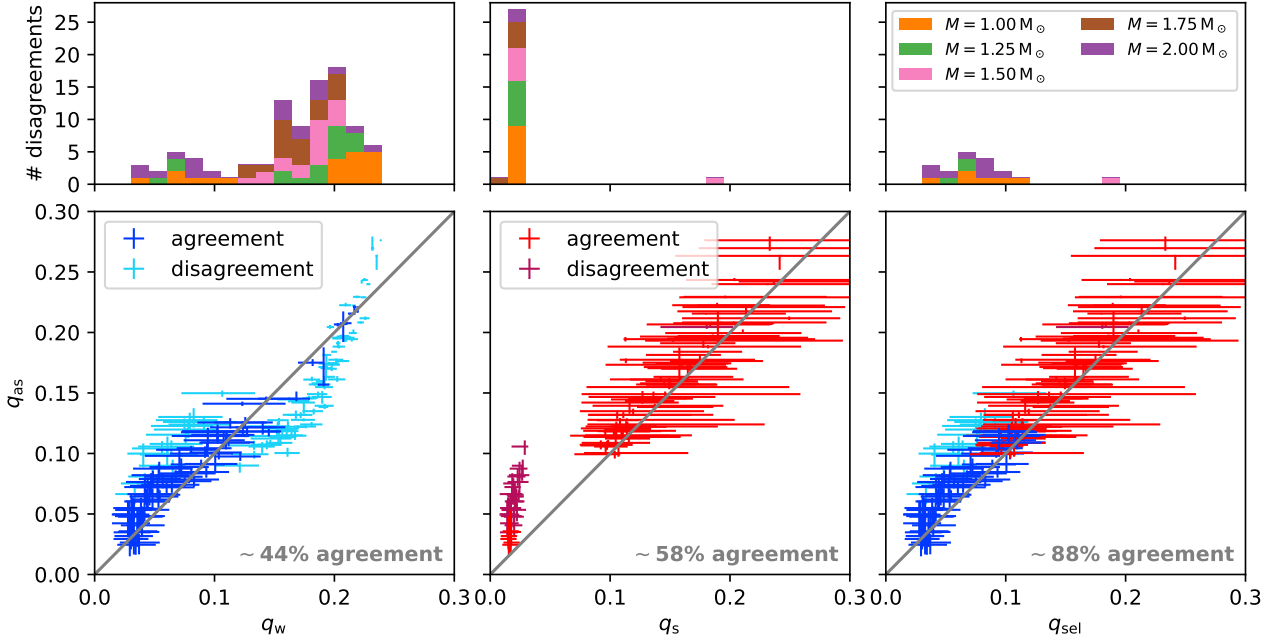 # disagreements
25
20
15
10
5
0
M = 1.00 M⊙
M = 1.25 M⊙
M = 1.50 M⊙
M = 1.75 M⊙
M = 2.00 M⊙
q_as
0.30
0.25
0.20
0.15
0.10
0.05
0.00
agreement
disagreement
~ 44% agreement
0.0 0.1 0.2 0.3
q_w
agreement
disagreement
~ 58% agreement
0.0 0.1 0.2 0.3
q_s
~ 88% agreement
0.0 0.1 0.2 0.3
q_sel